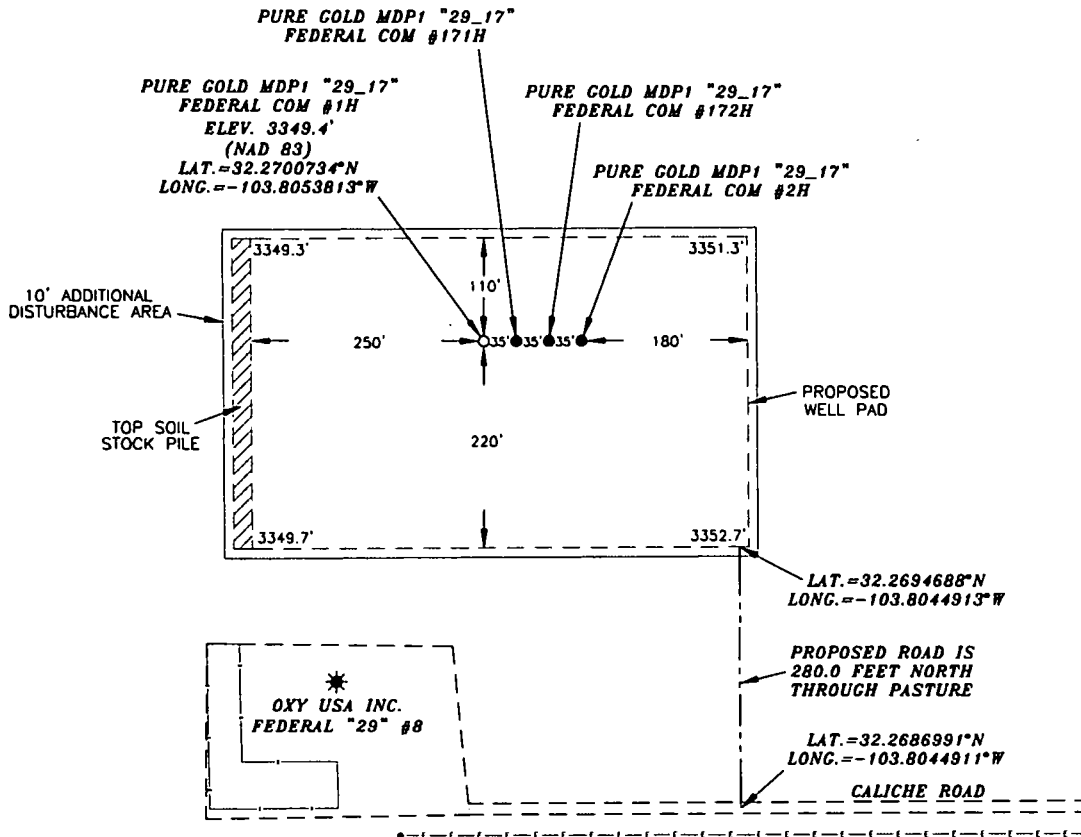 PURE GOLD MDP1 "29_17"
FEDERAL COM #171H
PURE GOLD MDP1 "29_17"
FEDERAL COM #1H
ELEV. 3349.4'
(NAD 83)
LAT.=32.2700734°N
LONG.=-103.8053813°W
PURE GOLD MDP1 "29_17"
FEDERAL COM #172H
PURE GOLD MDP1 "29_17"
FEDERAL COM #2H
3349.3'
3351.3'
110'
10' ADDITIONAL
DISTURBANCE AREA
250'
35'
35'
35'
180'
PROPOSED
WELL PAD
TOP SOIL
STOCK PILE
220'
3349.7'
3352.7'
LAT.=32.2694688°N
LONG.=-103.8044913°W
PROPOSED ROAD IS
280.0 FEET NORTH
THROUGH PASTURE
OXY USA INC.
FEDERAL "29" #8
LAT.=32.2686991°N
LONG.=-103.8044911°W
CALICHE ROAD